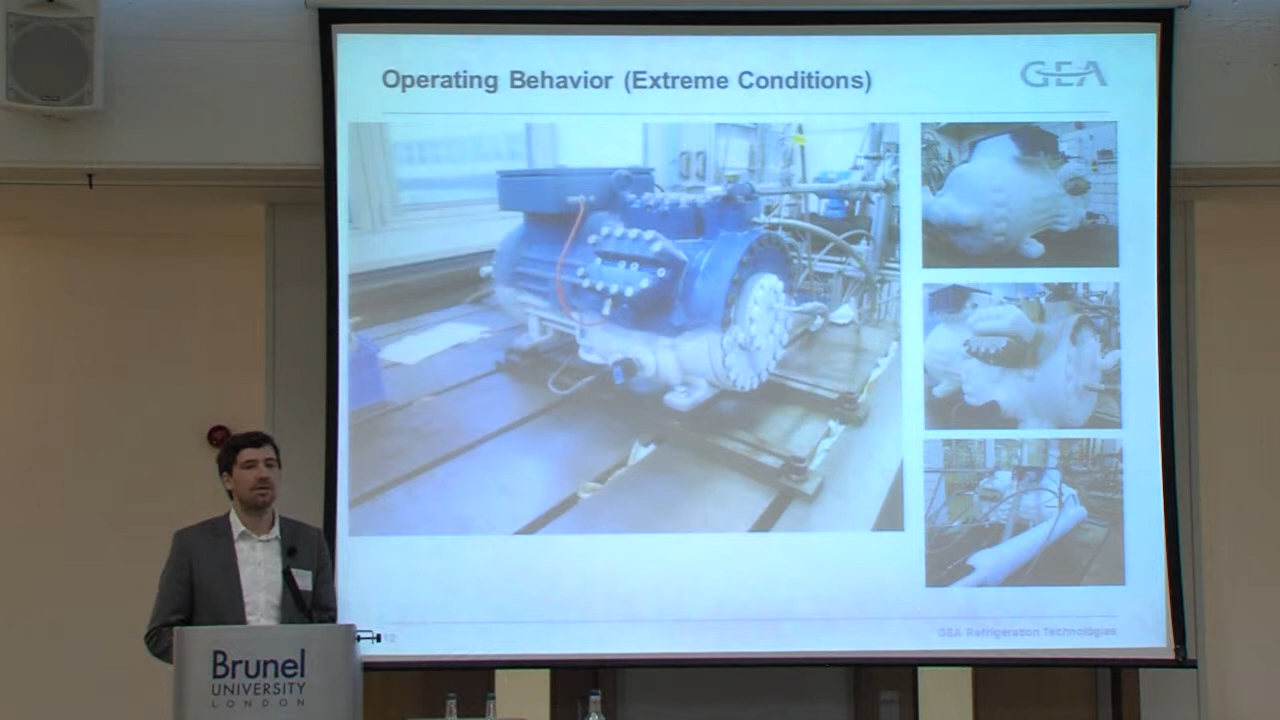 Operating Behavior (Extreme Conditions)
GEA
GEA Refrigeration Technologies
Brunel
UNIVERSITY
LONDON